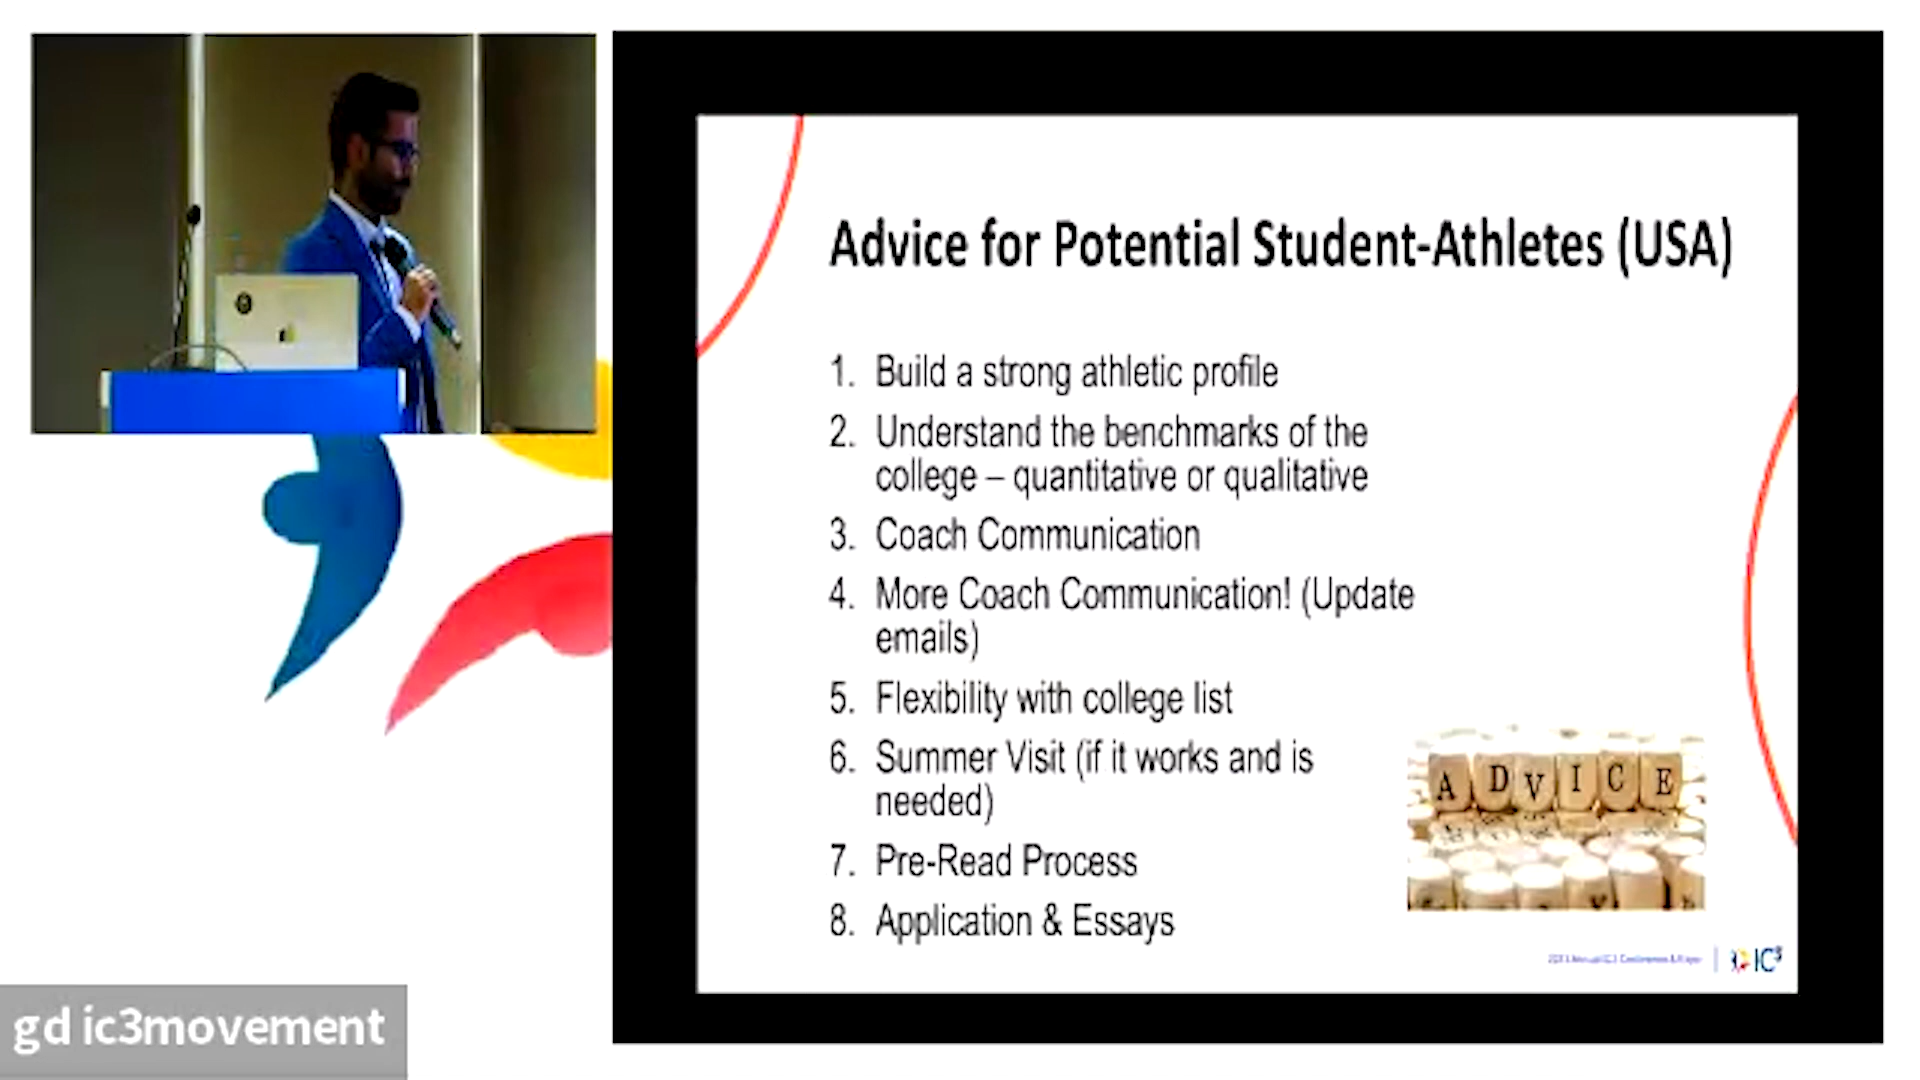 Advice for Potential Student-Athletes (USA)
1. Build a strong athletic profile
2. Understand the benchmarks of the
college – quantitative or qualitative
3. Coach Communication
4. More Coach Communication! (Update
emails)
5. Flexibility with college list
6. Summer Visit (if it works and is
needed)
7. Pre-Read Process
8. Application & Essays
ADVICE
IC3
gd ic3movement